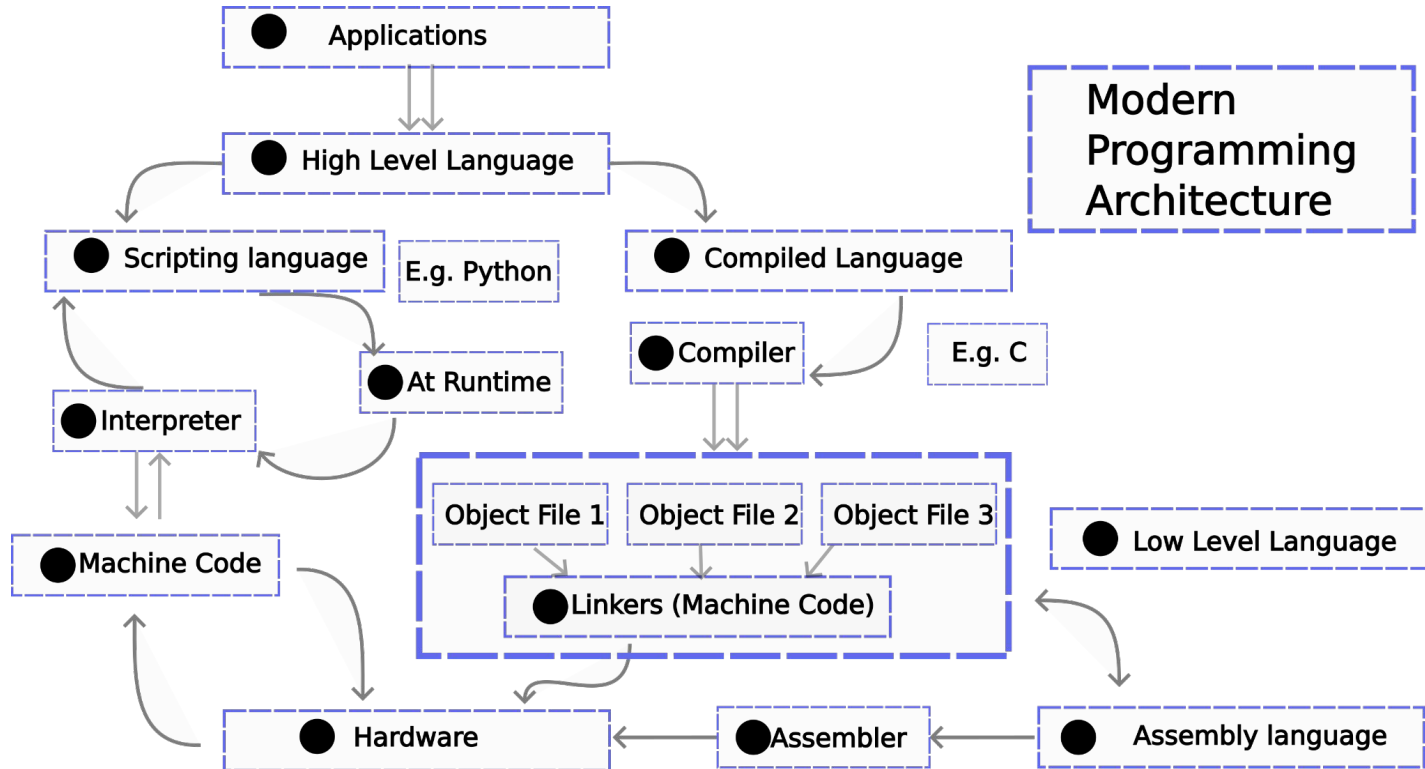 Applications
Modern
Programming
Architecture
High Level Language
Scripting language
E.g. Python
Compiled Language
Compiler
E.g. C
At Runtime
Interpreter
Object File 1
Object File 2
Object File 3
Low Level Language
Machine Code
Linkers (Machine Code)
Hardware
Assembler
Assembly language